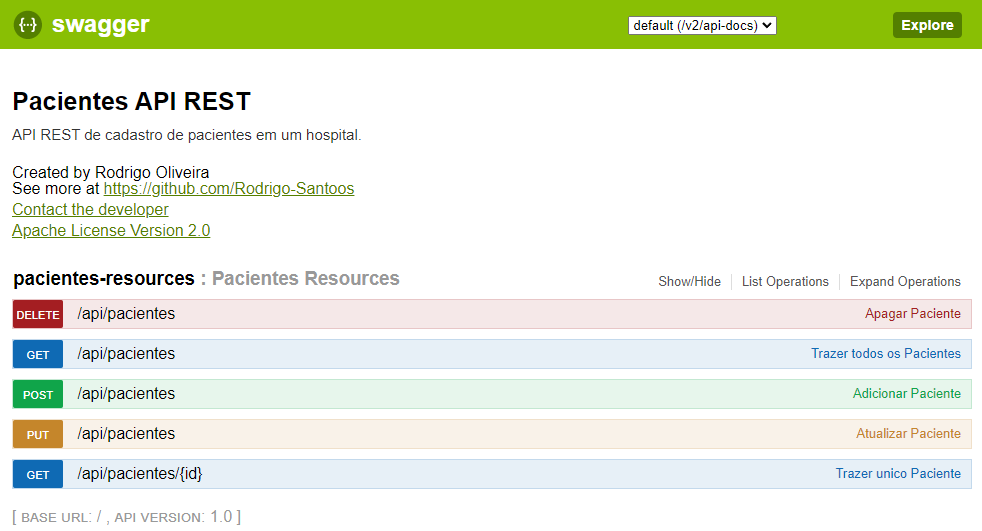 {···} swagger default (/v2/api-docs) Explore
Pacientes API REST
API REST de cadastro de pacientes em um hospital.
Created by Rodrigo Oliveira
See more at https://github.com/Rodrigo-Santoos
Contact the developer
Apache License Version 2.0
pacientes-resources : Pacientes Resources Show/Hide List Operations Expand Operations
DELETE /api/pacientes Apagar Paciente
GET /api/pacientes Trazer todos os Pacientes
POST /api/pacientes Adicionar Paciente
PUT /api/pacientes Atualizar Paciente
GET /api/pacientes/{id} Trazer unico Paciente
[ BASE URL: / , API VERSION: 1.0 ]